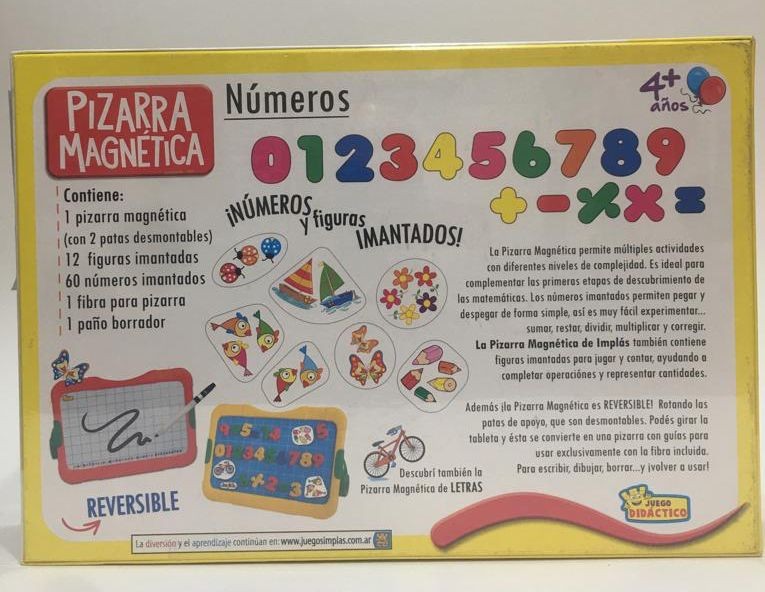 PIZARRA
MAGNÉTICA
Números
4+
años
0123456789
+ - % x =
Contiene:
1 pizarra magnética
(con 2 patas desmontables)
12 figuras imantadas
60 números imantados
1 fibra para pizarra
1 paño borrador
¡NÚMEROS
y figuras
IMANTADOS!
La Pizarra Magnética permite múltiples actividades
con diferentes niveles de complejidad. Es ideal para
complementar las primeras etapas de descubrimiento de
las matemáticas. Los números imantados permiten pegar y
despegar de forma simple, así es muy fácil experimentar...
sumar, restar, dividir, multiplicar y corregir.
La Pizarra Magnética de Implás también contiene
figuras imantadas para jugar y contar, ayudando a
completar operaciónes y representar cantidades.
Además ¡la Pizarra Magnética es REVERSIBLE! Rotando las
patas de apoyo, que son desmontables. Podés girar la
tableta y ésta se convierte en una pizarra con guías para
usar exclusivamente con la fibra incluida.
Para escribir, dibujar, borrar...y ¡volver a usar!
REVERSIBLE
Descubrí también la
Pizarra Magnética de LETRAS
JUEGO
DIDÁCTICO
La diversión y el aprendizaje continúan en: www.juegosimplas.com.ar